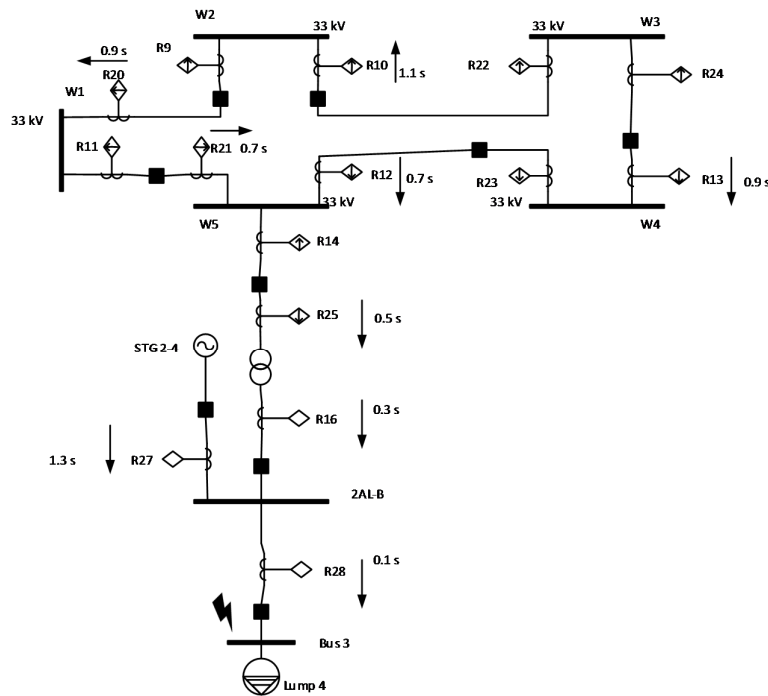 W2
33 kV
33 kV
W3
0.9 s
R9
R10
1.1 s
R22
R24
R20
W1
33 kV
R11
R21
0.7 s
R12
0.7 s
R23
R13
0.9 s
33 kV
33 kV
W5
W4
R14
R25
0.5 s
STG 2-4
R16
0.3 s
1.3 s
R27
2AL-B
R28
0.1 s
Bus 3
Lump 4